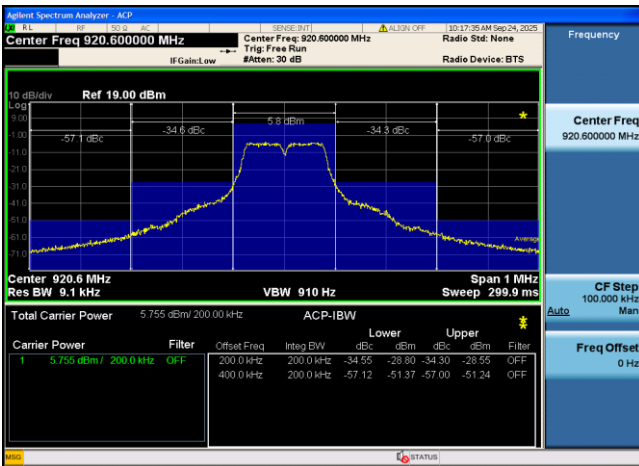 Agilent Spectrum Analyzer - ACP
RL RF 50 Ω AC SENSE:INT ALIGN OFF 10:17:35 AM Sep 24, 2025
Center Freq 920.600000 MHz
Center Freq: 920.600000 MHz
Radio Std: None
Trig: Free Run
IFGain:Low #Atten: 30 dB
Radio Device: BTS
Frequency
10 dB/div Ref 19.00 dBm
Log
9.00
-1.00
-11.0
-21.0
-31.0
-41.0
-51.0
-61.0
-71.0
-57.1 dBc
-34.6 dBc
5.8 dBm
-34.3 dBc
-57.0 dBc
Average
Center Freq
920.600000 MHz
Center 920.6 MHz Span 1 MHz
Res BW 9.1 kHz VBW 910 Hz Sweep 299.9 ms
CF Step
100.000 kHz
Auto Man
Total Carrier Power 5.755 dBm/ 200.00 kHz ACP-IBW
Lower Upper
Carrier Power Filter Offset Freq Integ BW dBc dBm dBc dBm Filter
1 5.755 dBm / 200.0 kHz OFF 200.0 kHz 200.0 kHz -34.55 -28.80 -34.30 -28.55 OFF
400.0 kHz 200.0 kHz -57.12 -51.37 -57.00 -51.24 OFF
Freq Offset
0 Hz
MSG STATUS